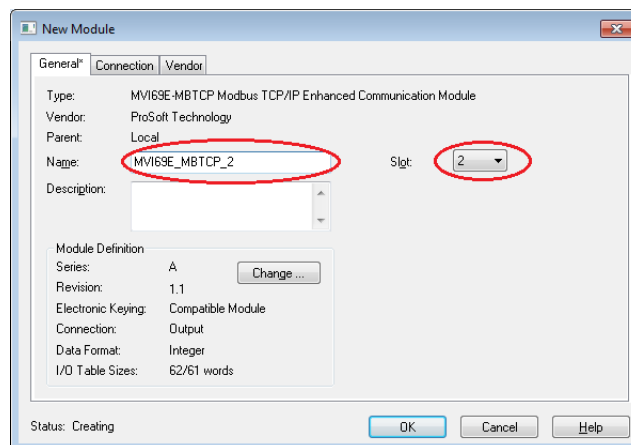 New Module
General* Connection Vendor
Type: MVI69E-MBTCP Modbus TCP/IP Enhanced Communication Module
Vendor: ProSoft Technology
Parent: Local
Name: MVI69E_MBTCP_2 Slot: 2
Description:
Module Definition
Series: A Change ...
Revision: 1.1
Electronic Keying: Compatible Module
Connection: Output
Data Format: Integer
I/O Table Sizes: 62/61 words
Status: Creating OK Cancel Help